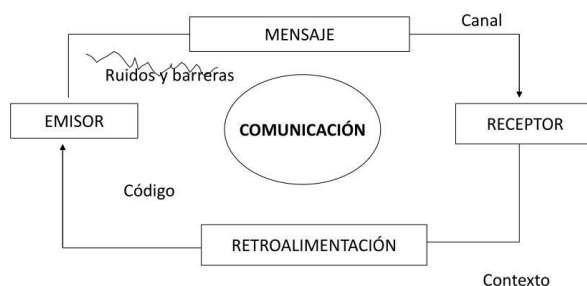 MENSAJE
Canal
Ruidos y barreras
EMISOR
COMUNICACIÓN
RECEPTOR
Código
RETROALIMENTACIÓN
Contexto